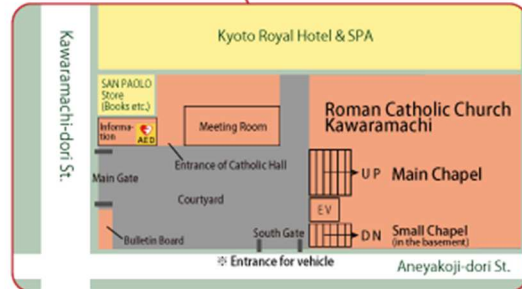 Kyoto Royal Hotel & SPA
Kawaramachi-dori St.
SAN PAOLO
Store
(Books etc.)
Informa-
tion
AED
Meeting Room
Roman Catholic Church
Kawaramachi
Entrance of Catholic Hall
Main Gate
UP
Main Chapel
Courtyard
EV
South Gate
DN
Small Chapel
(in the basement)
Bulletin Board
※ Entrance for vehicle
Aneyakoji-dori St.